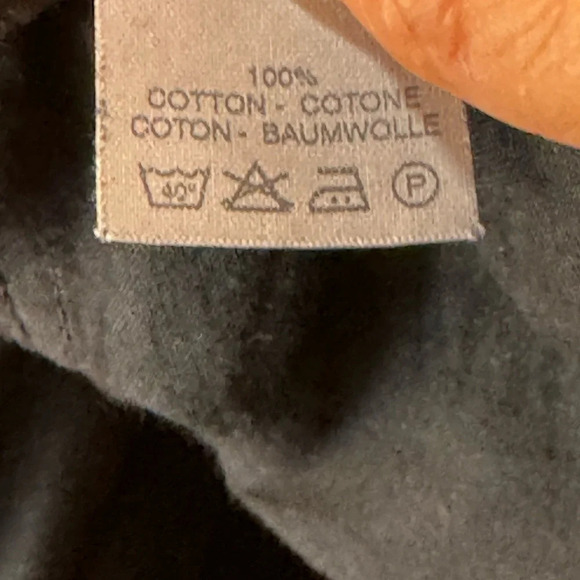 100%
COTTON - COTONE
COTON - BAUMWOLLE
40°
P